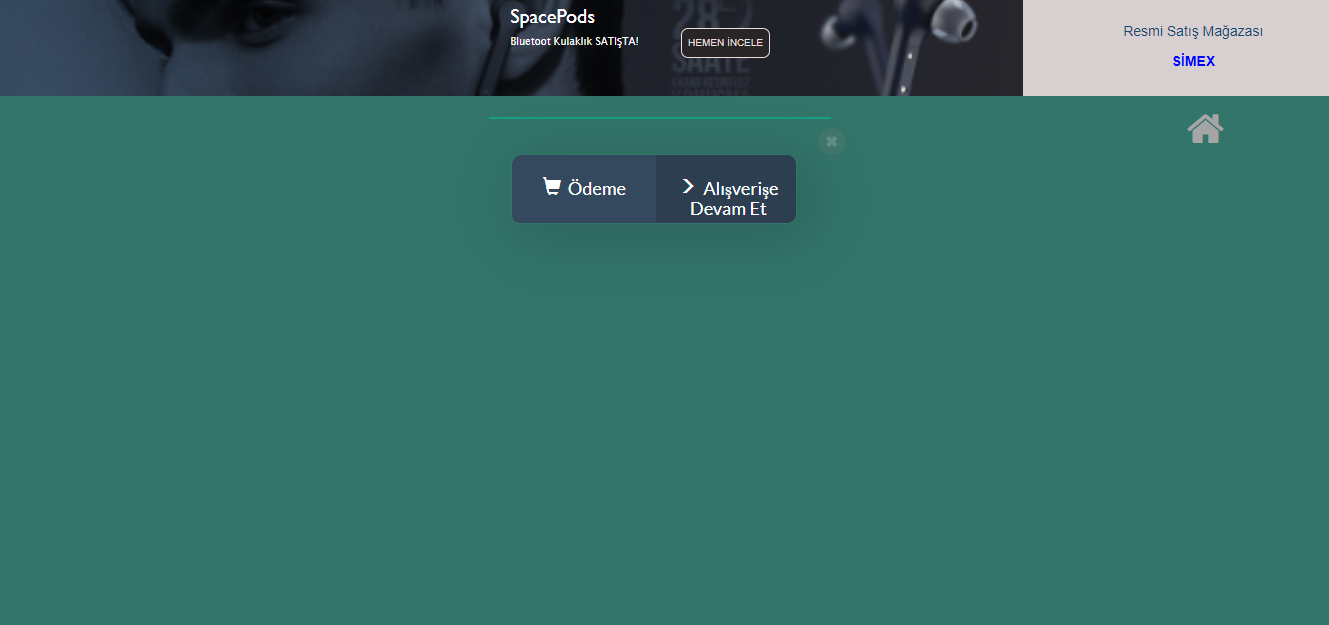 SpacePods
Bluetoot Kulaklık SATIŞTA!
HEMEN İNCELE
28
SAATE
Resmi Satış Mağazası
SİMEX
Ödeme
Alışverişe
Devam Et